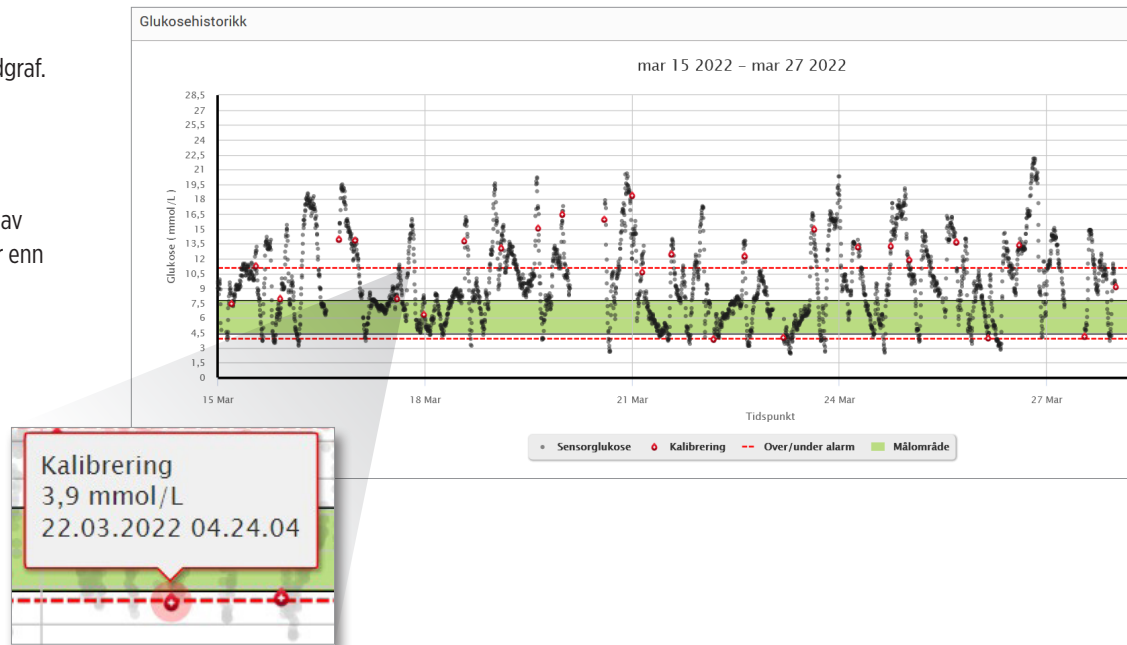 dgraf.
av
r enn
Glukosehistorikk
mar 15 2022 – mar 27 2022
Glukose ( mmol/L )
28,5
27
25,5
24
22,5
21
19,5
18
16,5
15
13,5
12
10,5
9
7,5
6
4,5
3
1,5
0
15 Mar
18 Mar
21 Mar
24 Mar
27 Mar
Tidspunkt
Sensorglukose Kalibrering Over/under alarm Målområde
Kalibrering
3,9 mmol/L
22.03.2022 04.24.04